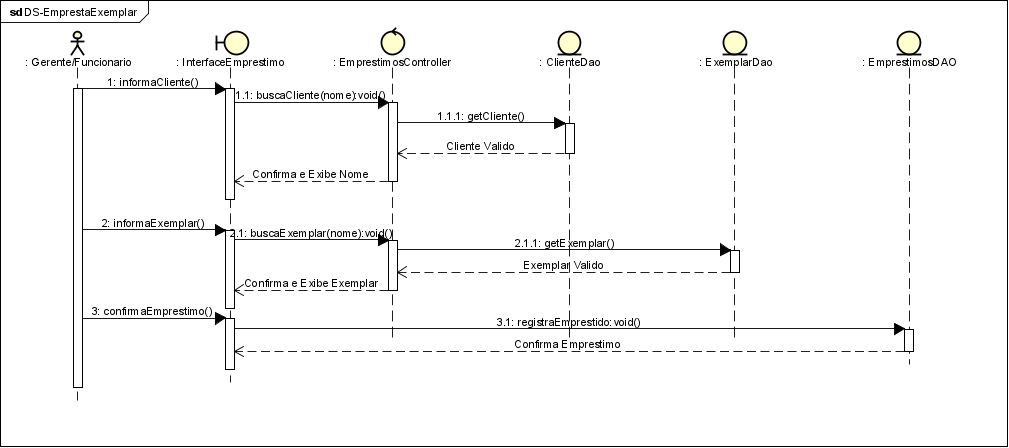 sd DS-EmprestaExemplar
: Gerente/Funcionario
: InterfaceEmprestimo
: EmprestimosController
: ClienteDao
: ExemplarDao
: EmprestimosDAO
1: informaCliente()
1.1: buscaCliente(nome):void()
1.1.1: getCliente()
Cliente Valido
Confirma e Exibe Nome
2: informaExemplar()
2.1: buscaExemplar(nome):void()
2.1.1: getExemplar()
Exemplar Valido
Confirma e Exibe Exemplar
3: confirmaEmprestimo()
3.1: registraEmprestido:void()
Confirma Emprestimo